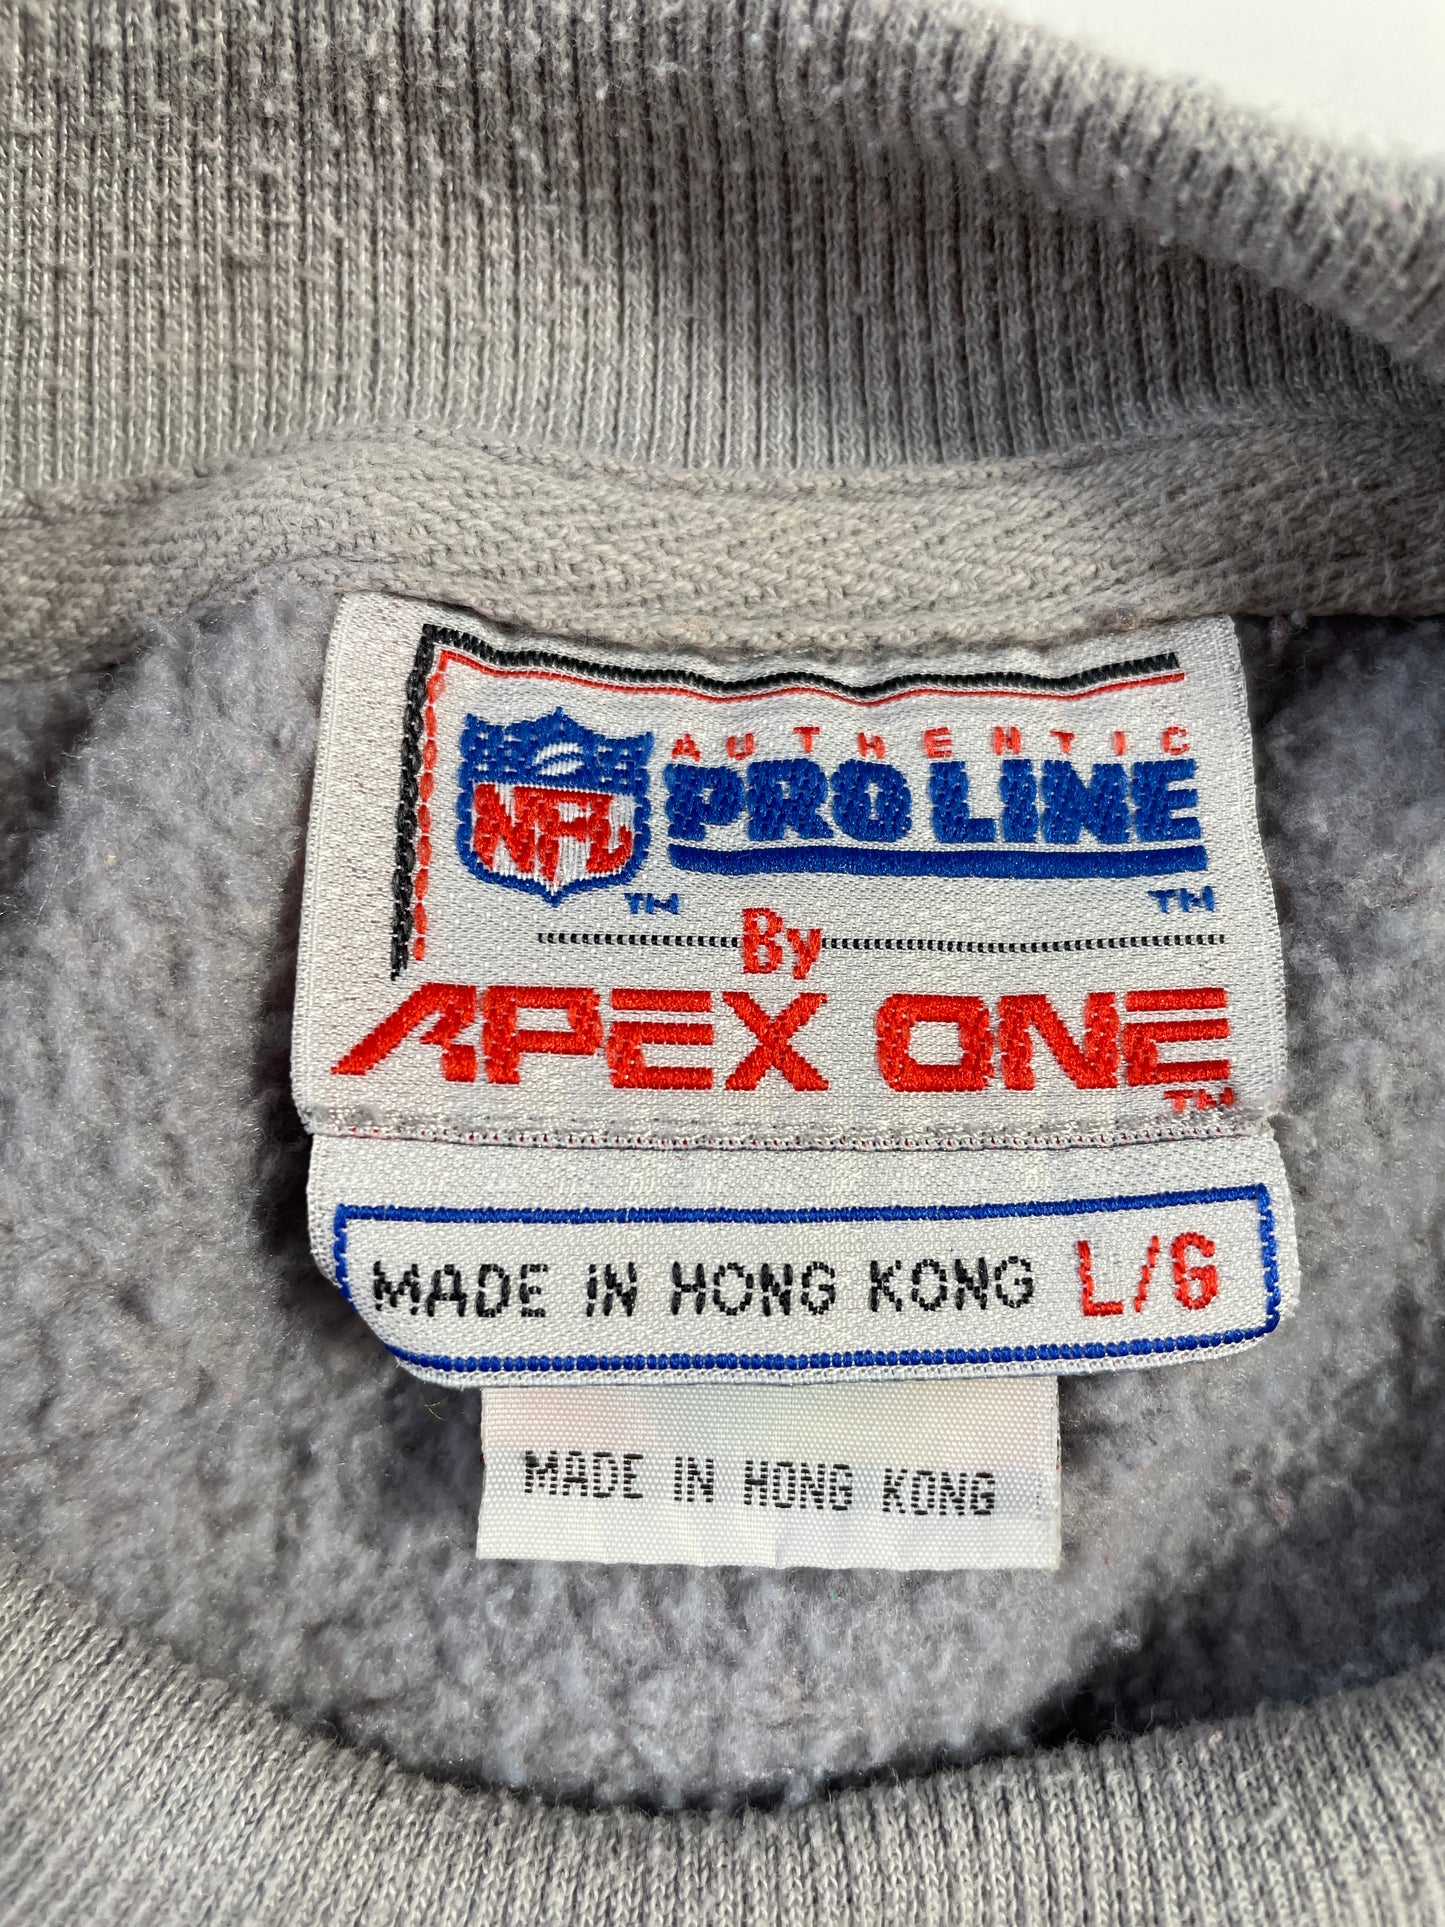 AUTHENTIC
NFL PRO LINE
TM TM
By
APEX ONE
TM
MADE IN HONG KONG L/G
MADE IN HONG KONG